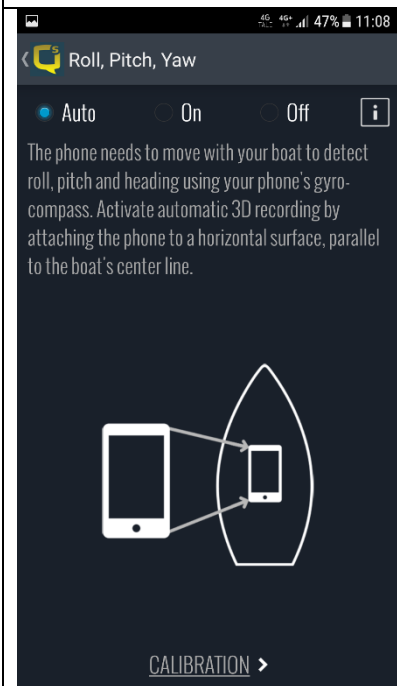 4G 4G+ 47% 11:08
Roll, Pitch, Yaw
Auto On Off i
The phone needs to move with your boat to detect
roll, pitch and heading using your phone's gyro-
compass. Activate automatic 3D recording by
attaching the phone to a horizontal surface, parallel
to the boat's center line.
CALIBRATION >